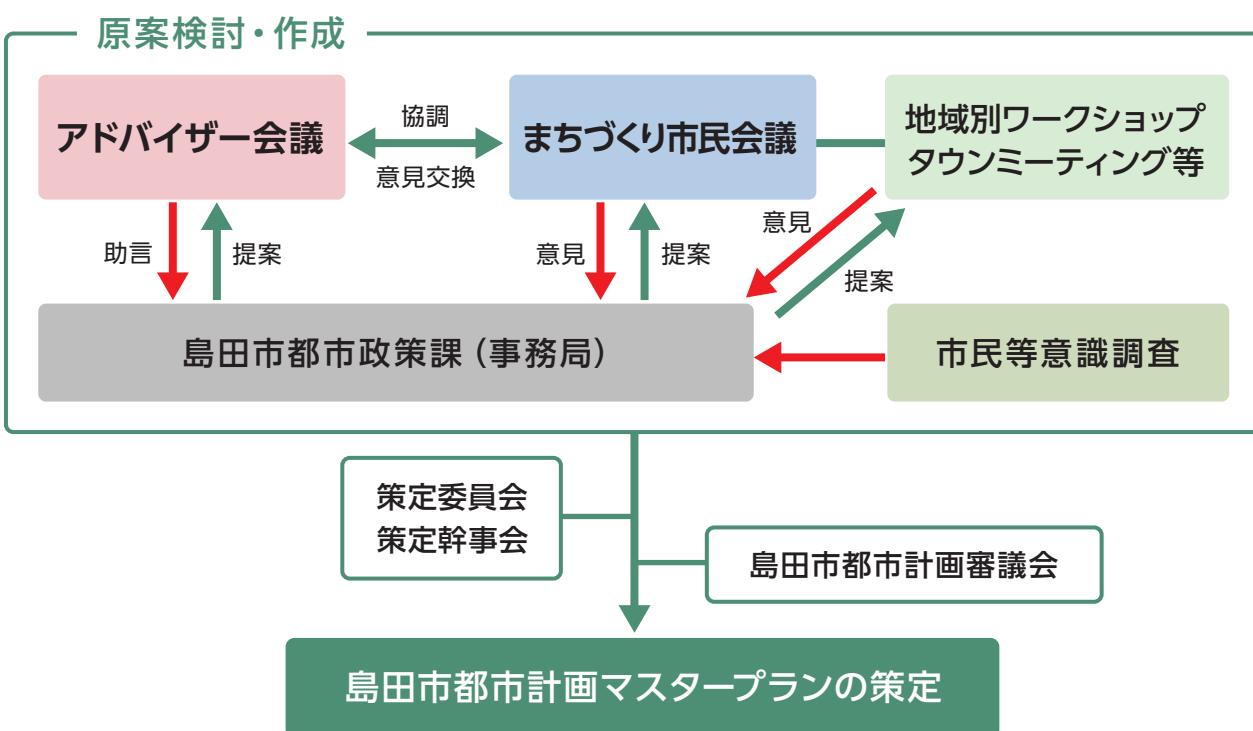 原案検討・作成
アドバイザー会議
協調
意見交換
まちづくり市民会議
地域別ワークショップ
タウンミーティング等
助言
提案
意見
提案
意見
提案
島田市都市政策課（事務局）
市民等意識調査
策定委員会
策定幹事会
島田市都市計画審議会
島田市都市計画マスタープランの策定